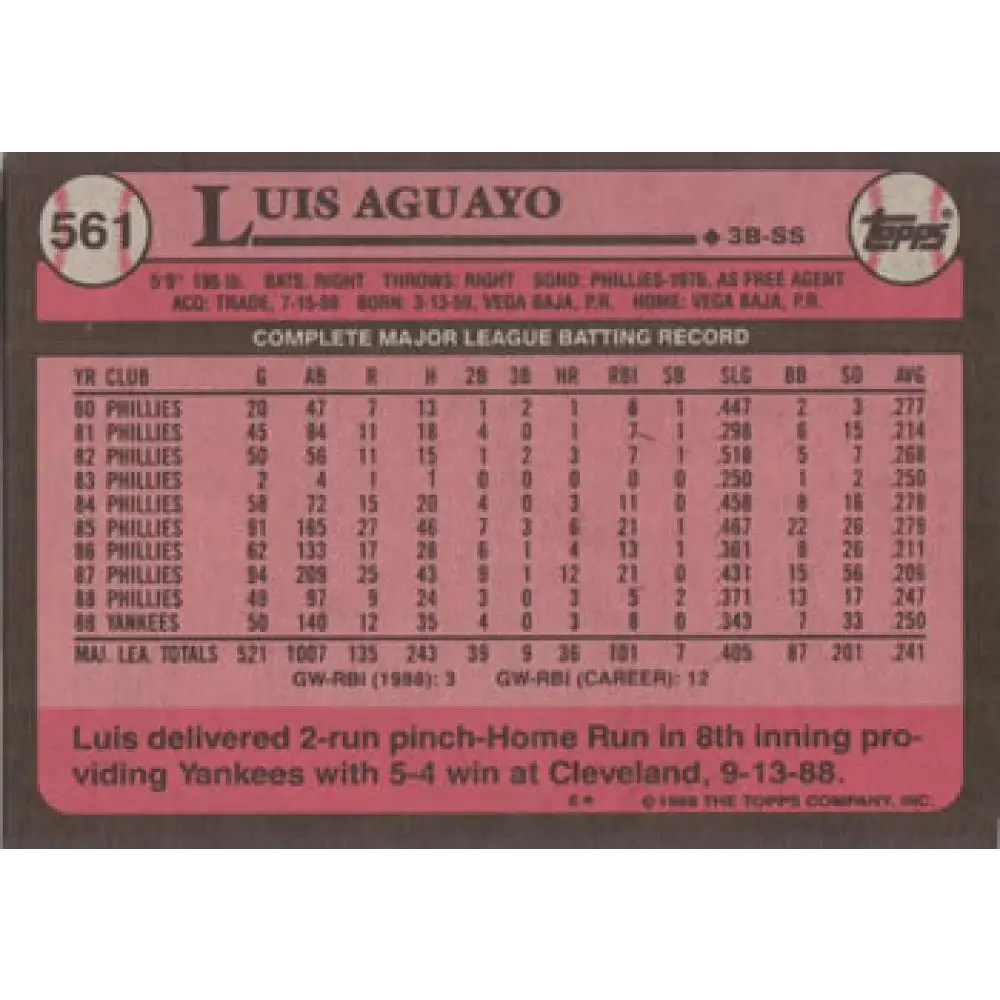 561
LUIS AGUAYO
3B-SS
TOPPS®
5'9" 195 lb. BATS: RIGHT THROWS: RIGHT SGND: PHILLIES-1975, AS FREE AGENT
ACQ: TRADE, 7-15-88 BORN: 3-13-59, VEGA BAJA, P.R. HOME: VEGA BAJA, P.R.
COMPLETE MAJOR LEAGUE BATTING RECORD
YR CLUB G AB R H 2B 3B HR RBI SB SLG BB SO AVG
80 PHILLIES 20 47 7 13 1 2 1 8 1 .447 2 3 .277
81 PHILLIES 45 84 11 18 4 0 1 7 1 .298 6 15 .214
82 PHILLIES 50 56 11 15 1 2 3 7 1 .518 5 7 .268
83 PHILLIES 2 4 1 1 0 0 0 0 0 .250 1 2 .250
84 PHILLIES 58 72 15 20 4 0 3 11 0 .458 8 16 .278
85 PHILLIES 91 165 27 46 7 3 6 21 1 .467 22 26 .279
86 PHILLIES 62 133 17 28 6 1 4 13 1 .361 8 26 .211
87 PHILLIES 94 209 25 43 9 1 12 21 0 .431 15 56 .206
88 PHILLIES 49 97 9 24 3 0 3 5 2 .371 13 17 .247
88 YANKEES 50 140 12 35 4 0 3 8 0 .343 7 33 .250
MAJ. LEA. TOTALS 521 1007 135 243 39 9 36 101 7 .405 87 201 .241
GW-RBI (1988): 3 GW-RBI (CAREER): 12
Luis delivered 2-run pinch-Home Run in 8th inning pro-
viding Yankees with 5-4 win at Cleveland, 9-13-88.
© THE TOPPS COMPANY, INC.